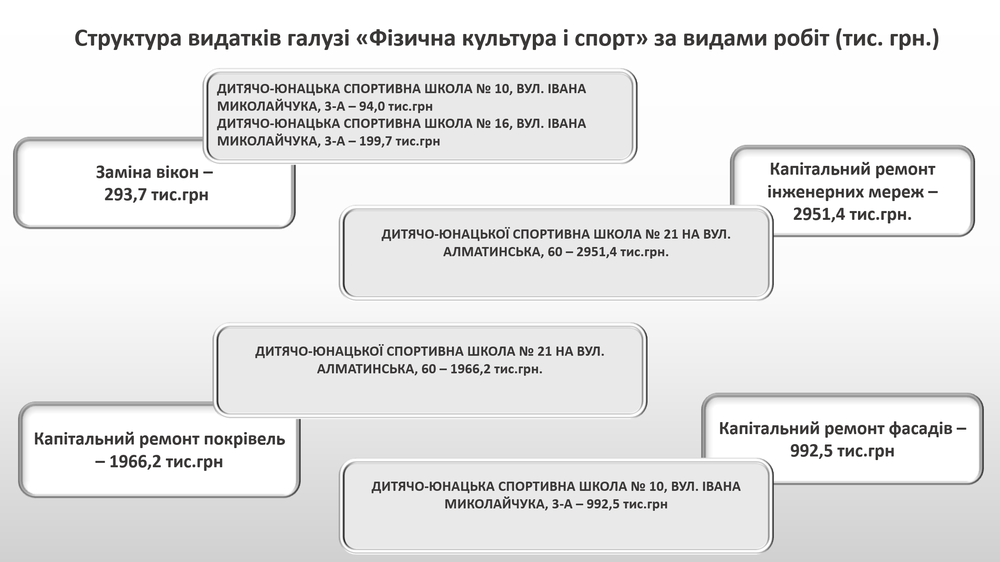 Структура видатків галузі «Фізична культура і спорт» за видами робіт (тис. грн.)
ДИТЯЧО-ЮНАЦЬКА СПОРТИВНА ШКОЛА № 10, ВУЛ. ІВАНА
МИКОЛАЙЧУКА, 3-А – 94,0 тис.грн
ДИТЯЧО-ЮНАЦЬКА СПОРТИВНА ШКОЛА № 16, ВУЛ. ІВАНА
МИКОЛАЙЧУКА, 3-А – 199,7 тис.грн
Заміна вікон –
293,7 тис.грн
Капітальний ремонт
інженерних мереж –
2951,4 тис.грн.
ДИТЯЧО-ЮНАЦЬКОЇ СПОРТИВНА ШКОЛА № 21 НА ВУЛ.
АЛМАТИНСЬКА, 60 – 2951,4 тис.грн.
ДИТЯЧО-ЮНАЦЬКОЇ СПОРТИВНА ШКОЛА № 21 НА ВУЛ.
АЛМАТИНСЬКА, 60 – 1966,2 тис.грн.
Капітальний ремонт покрівель
– 1966,2 тис.грн
Капітальний ремонт фасадів –
992,5 тис.грн
ДИТЯЧО-ЮНАЦЬКА СПОРТИВНА ШКОЛА № 10, ВУЛ. ІВАНА
МИКОЛАЙЧУКА, 3-А – 992,5 тис.грн